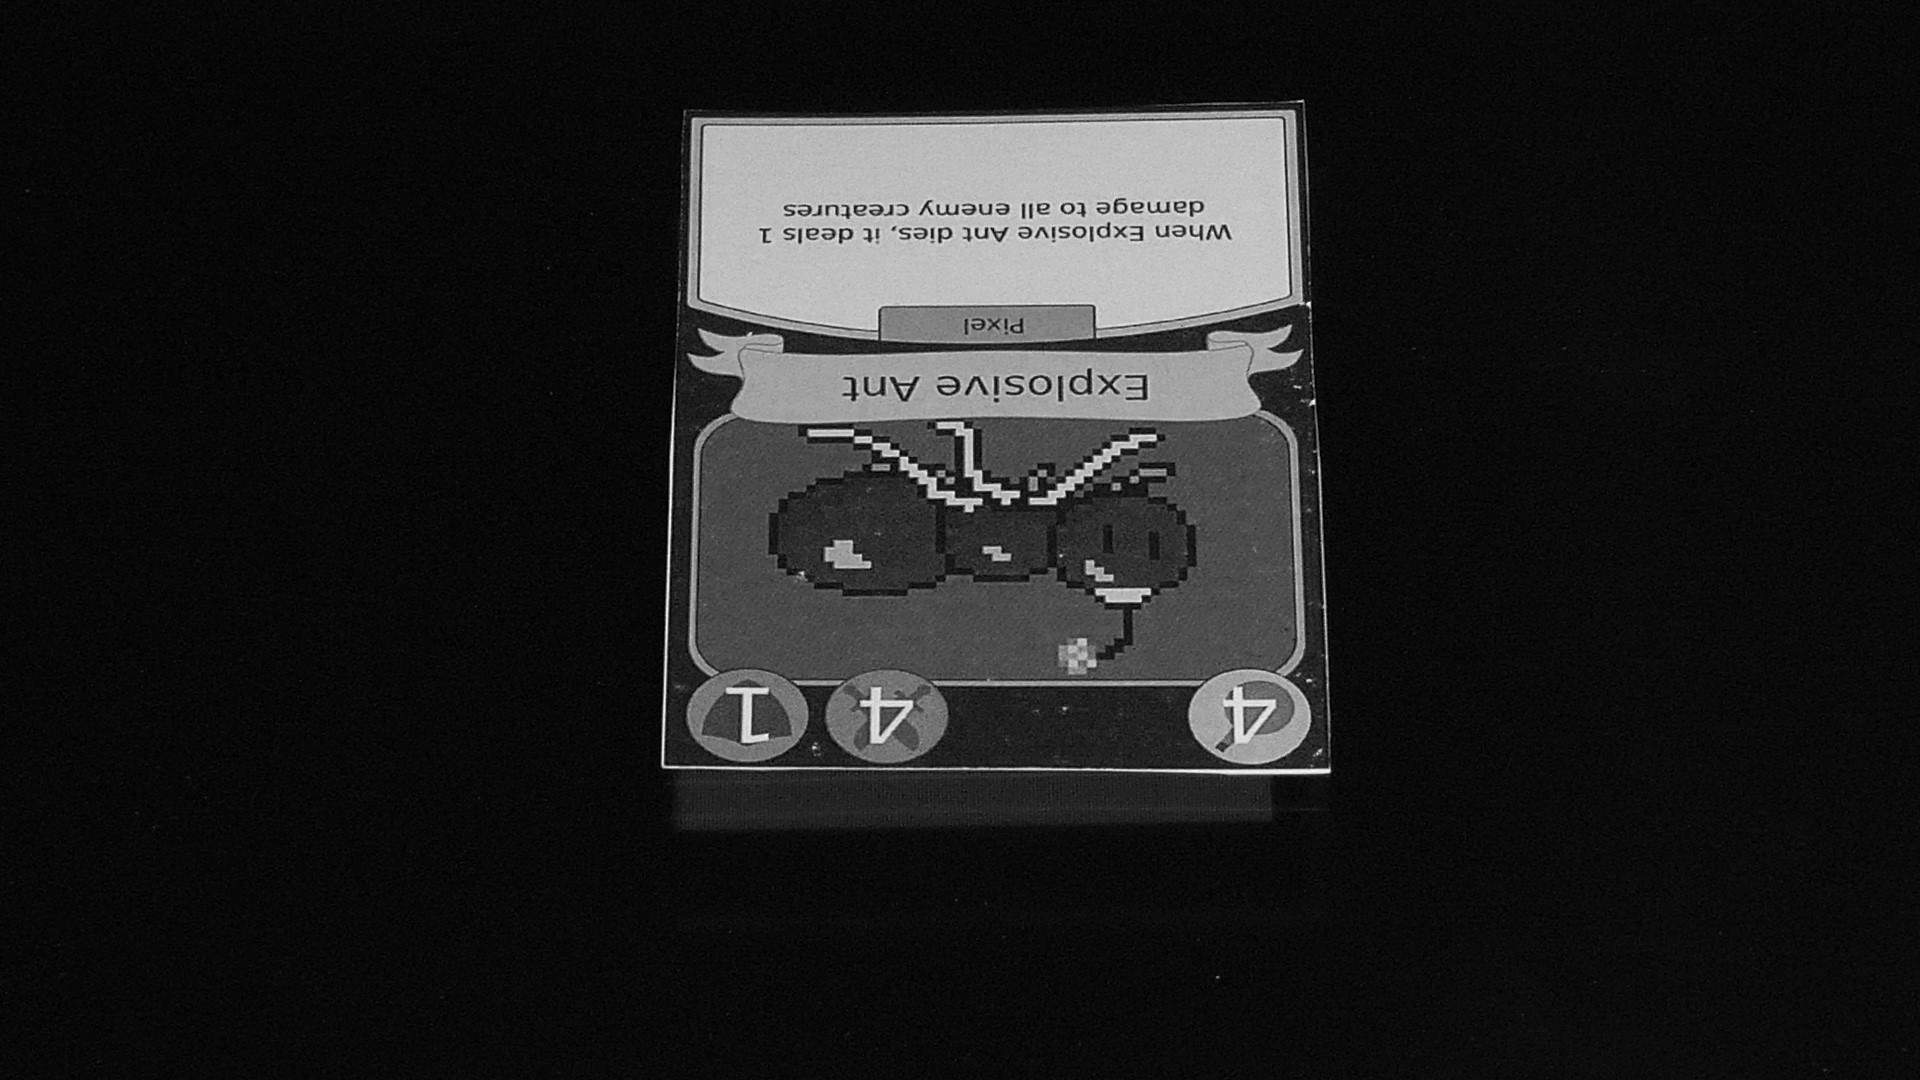 4 4 1
Explosive Ant
Pixel
When Explosive Ant dies, it deals 1
damage to all enemy creatures